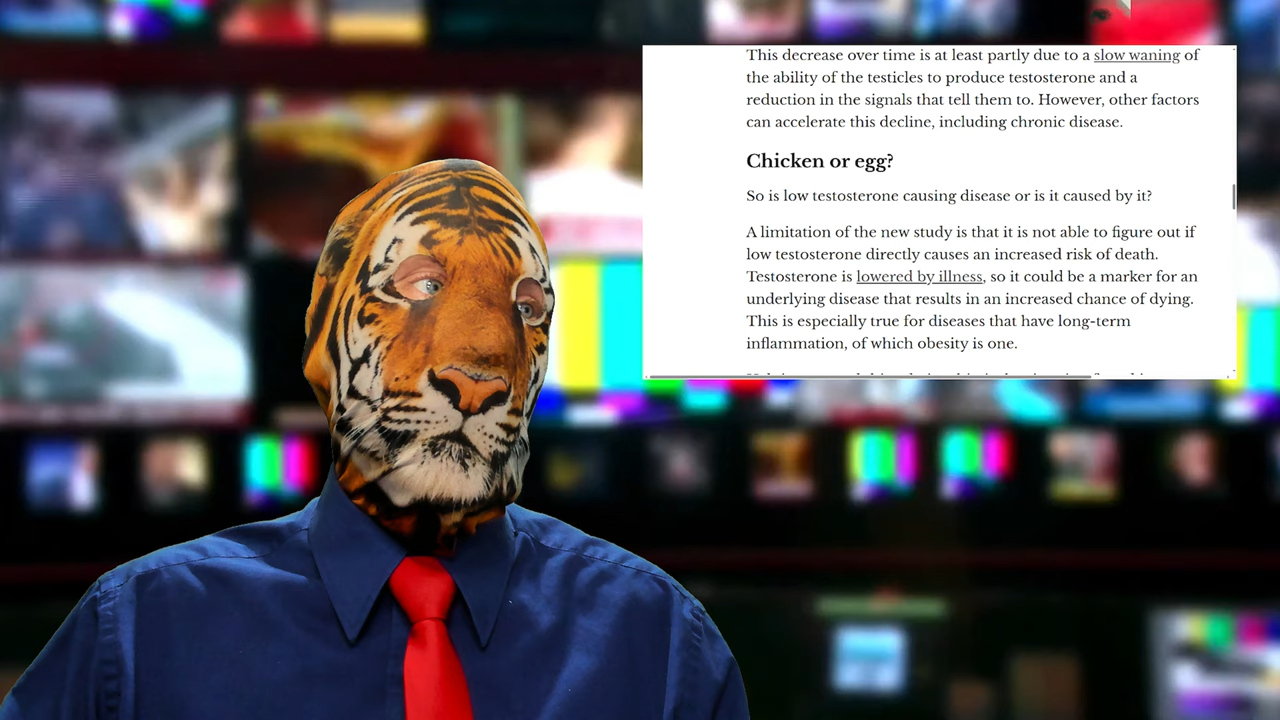 This decrease over time is at least partly due to a slow waning of
the ability of the testicles to produce testosterone and a
reduction in the signals that tell them to. However, other factors
can accelerate this decline, including chronic disease.
Chicken or egg?
So is low testosterone causing disease or is it caused by it?
A limitation of the new study is that it is not able to figure out if
low testosterone directly causes an increased risk of death.
Testosterone is lowered by illness, so it could be a marker for an
underlying disease that results in an increased chance of dying.
This is especially true for diseases that have long-term
inflammation, of which obesity is one.